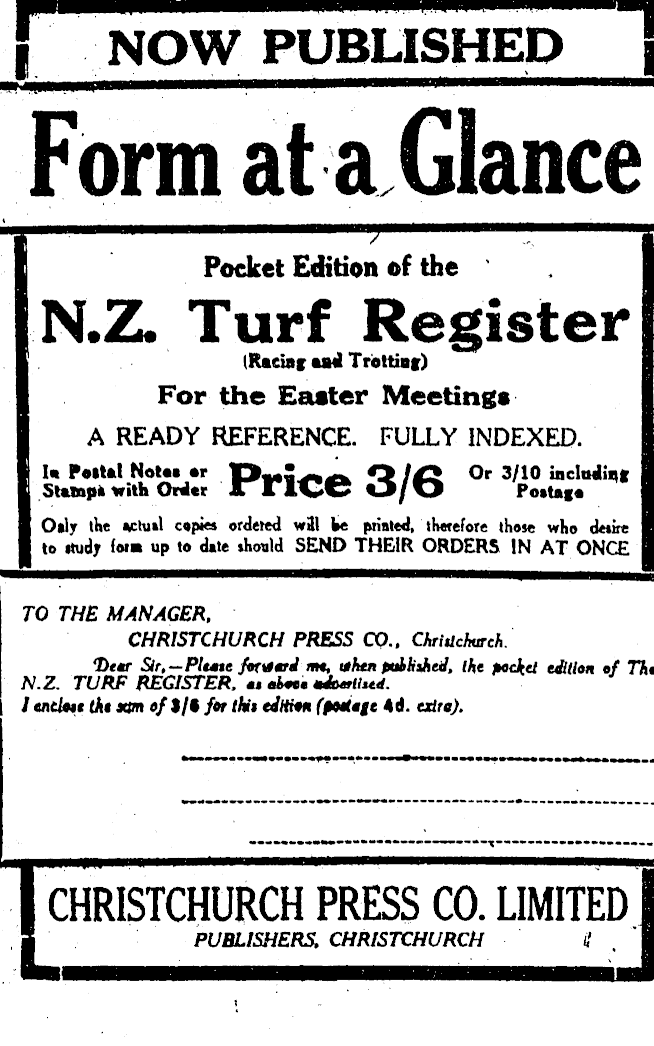 NOW PUBLISHED
Form at a Glance
Pocket Edition of the
N.Z. Turf Register
(Racing and Trotting)
For the Easter Meetings
A READY REFERENCE. FULLY INDEXED.
In Postal Notes or Stamps with Order
Price 3/6
Or 3/10 including Postage
Only the actual copies ordered will be printed, therefore those who desire
to study form up to date should SEND THEIR ORDERS IN AT ONCE
TO THE MANAGER,
CHRISTCHURCH PRESS CO., Christchurch.
Dear Sir,—Please forward me, when published, the pocket edition of The
N.Z. TURF REGISTER, as above advertised.
I enclose the sum of 3/6 for this edition (postage 4d. extra).
CHRISTCHURCH PRESS CO. LIMITED
PUBLISHERS, CHRISTCHURCH